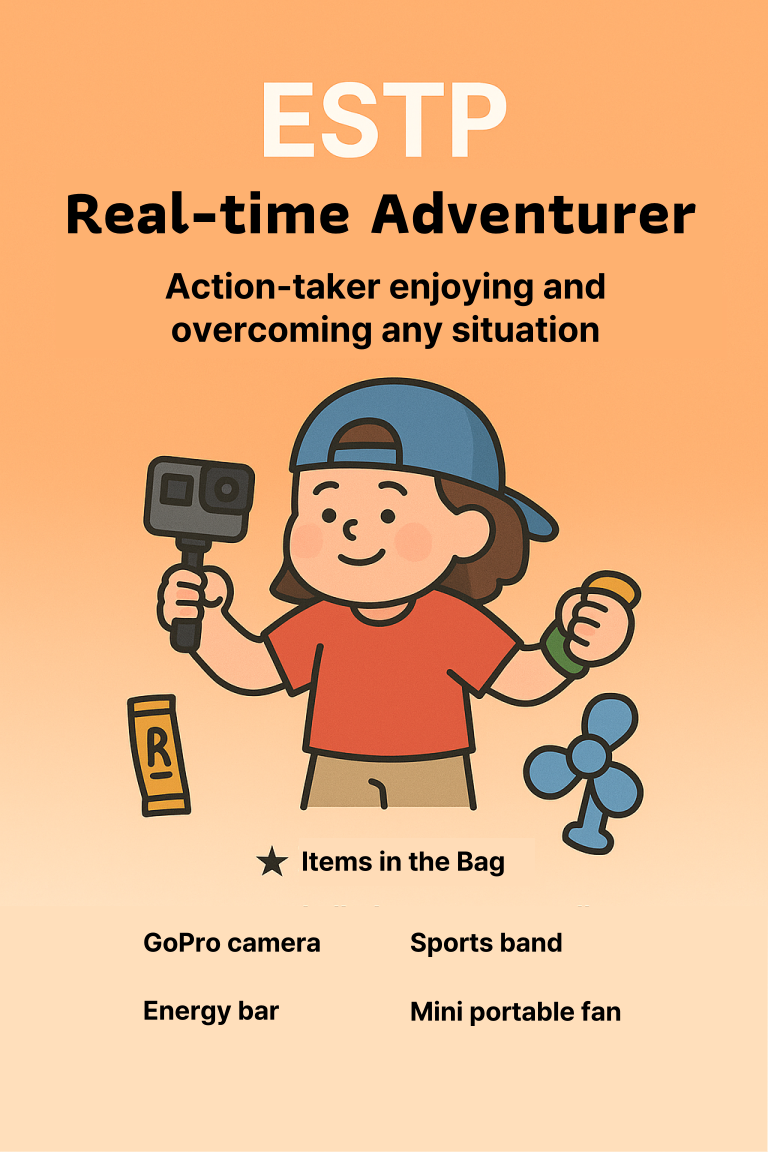 ESTP
Real-time Adventurer
Action-taker enjoying and
overcoming any situation
R
★ Items in the Bag
GoPro camera Sports band
Energy bar Mini portable fan